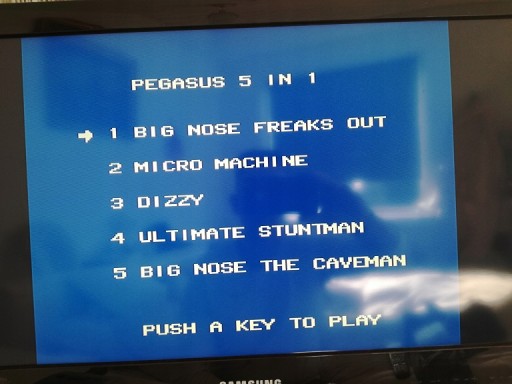 PEGASUS 5 IN 1
1 BIG NOSE FREAKS OUT
2 MICRO MACHINE
3 DIZZY
4 ULTIMATE STUNTMAN
5 BIG NOSE THE CAVEMAN
PUSH A KEY TO PLAY
SAMSUNG